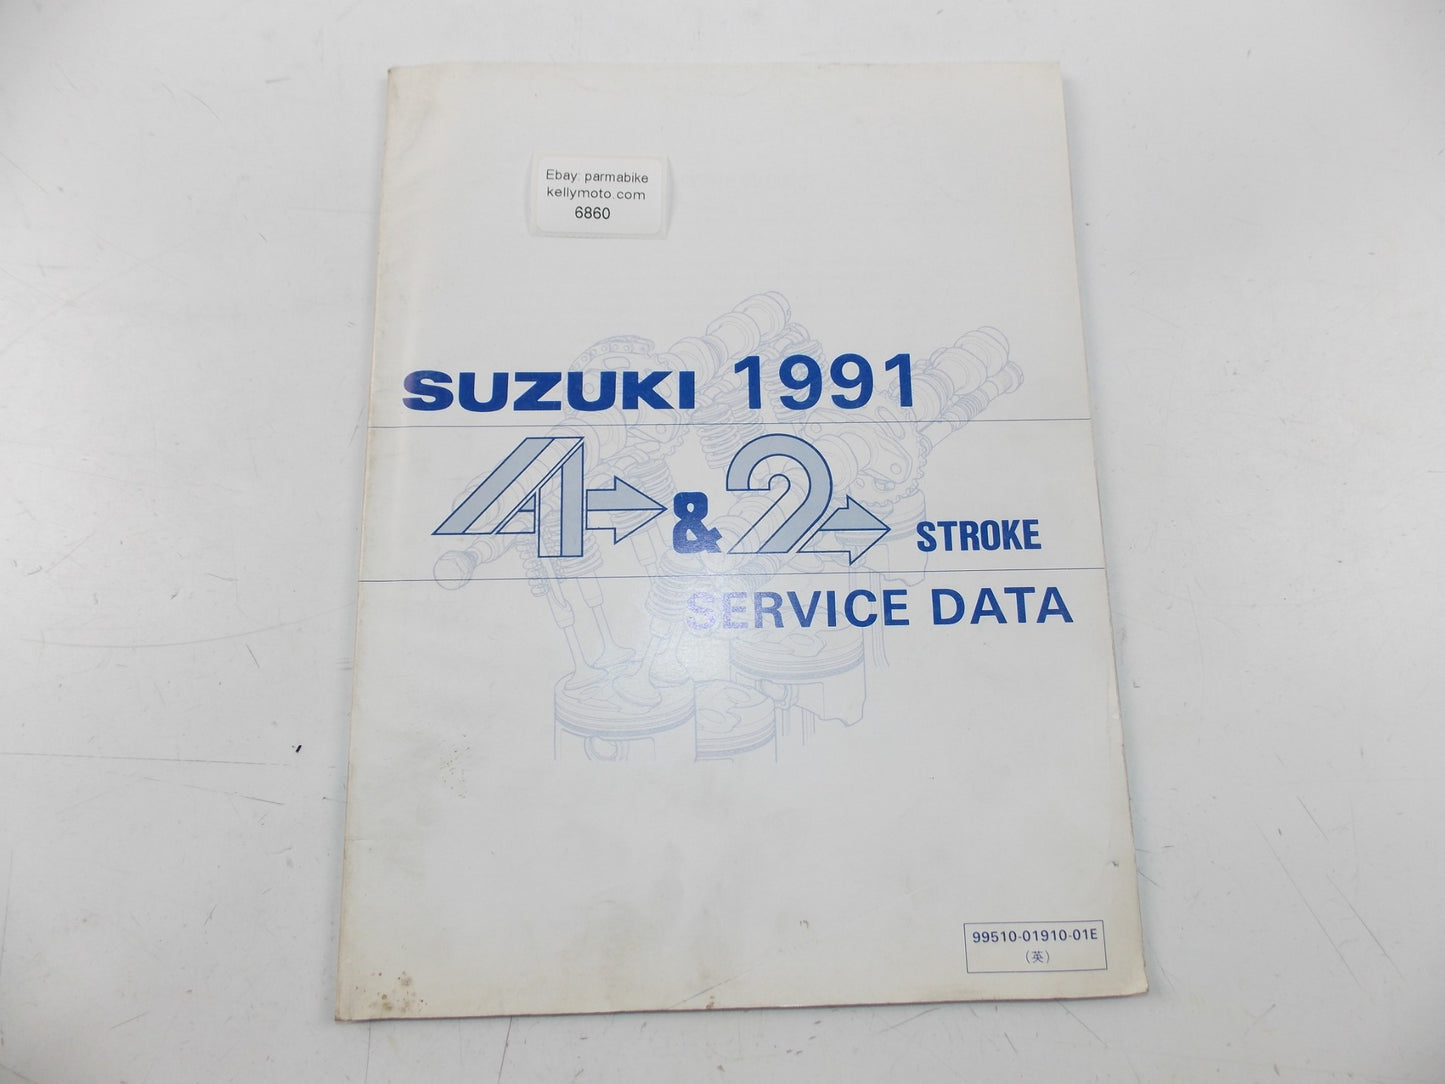 Ebay: parmabike
kellymoto.com
6860
SUZUKI 1991
4 & 2 STROKE
SERVICE DATA
99510-01910-01E
(英)